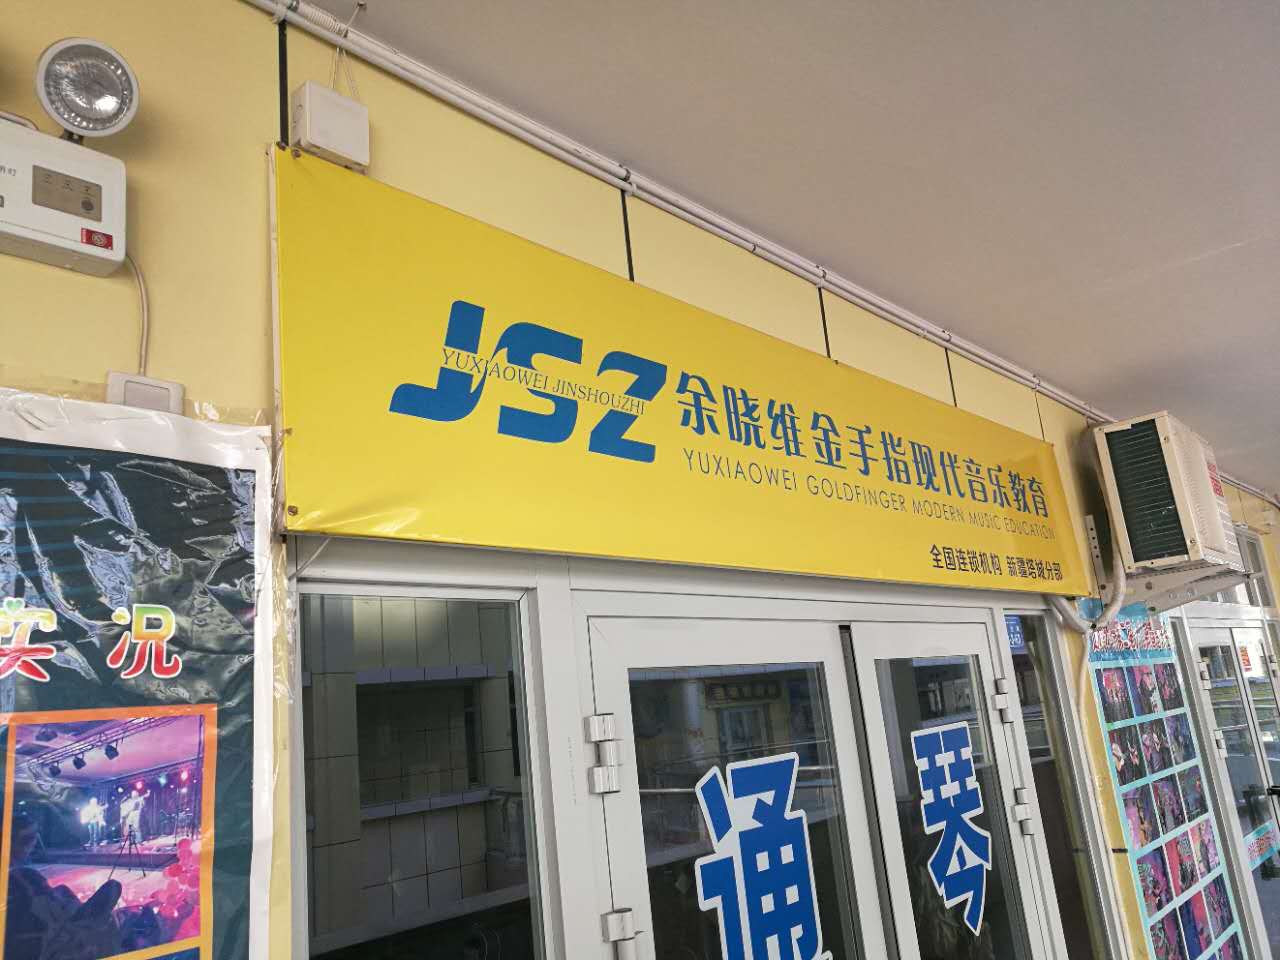 JSZ
YUXIAOWEI JINSHOUZHI
余晓维金手指现代音乐教育
YUXIAOWEI GOLDFINGER MODERN MUSIC EDUCATION
全国连锁机构 新疆塔城分部
实况
通
琴